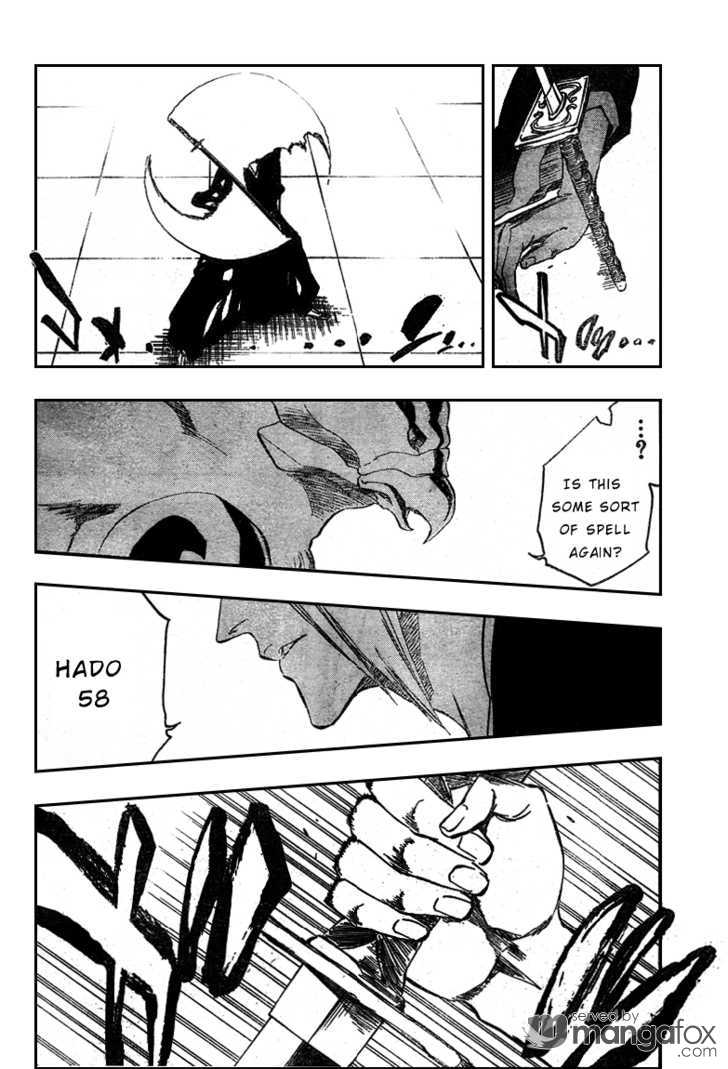 ...?
IS THIS
SOME SORT
OF SPELL
AGAIN?
HADO
58
served by
mangafox
.com